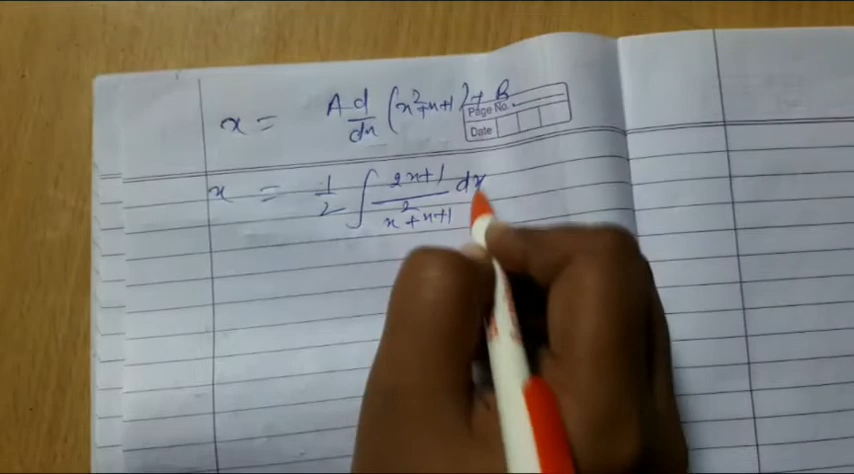 x = A d/dx (x²+x+1) + B
Page No.
Date
x = 1/2 ∫ 2x+1/x²+x+1 dx